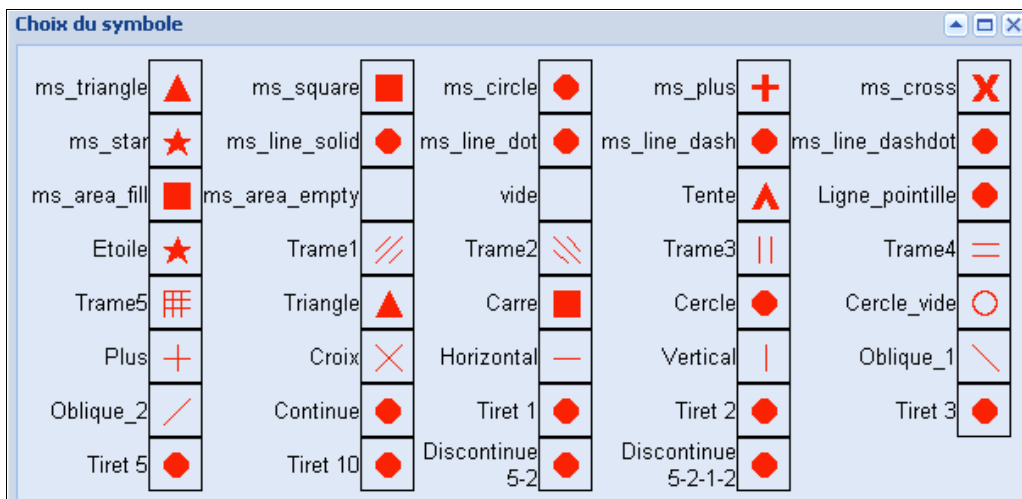 Choix du symbole
ms_triangle ms_square ms_circle ms_plus ms_cross
ms_star ms_line_solid ms_line_dot ms_line_dash ms_line_dashdot
ms_area_fill ms_area_empty vide Tente Ligne_pointille
Etoile Trame1 Trame2 Trame3 Trame4
Trame5 Triangle Carre Cercle Cercle_vide
Plus Croix Horizontal Vertical Oblique_1
Oblique_2 Continue Tiret 1 Tiret 2 Tiret 3
Tiret 5 Tiret 10 Discontinue Discontinue
5-2 5-2-1-2